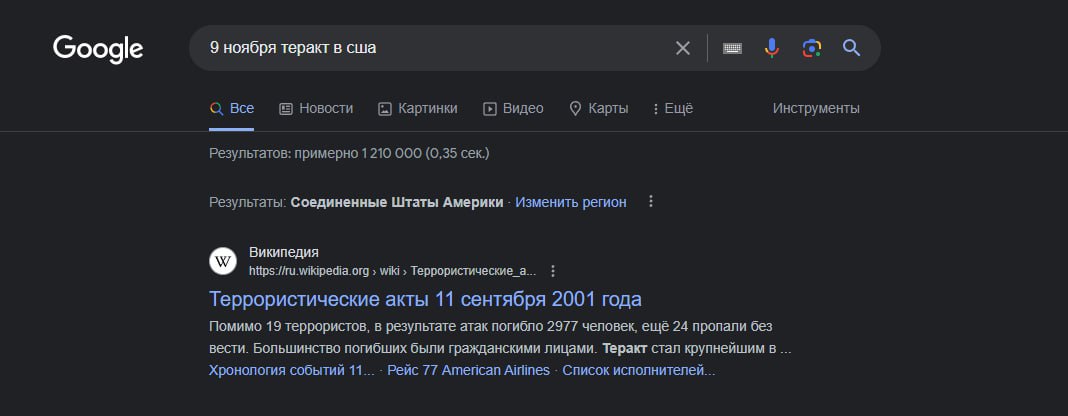 Google
9 ноября теракт в сша
Все Новости Картинки Видео Карты Ещё Инструменты
Результатов: примерно 1 210 000 (0,35 сек.)
Результаты: Соединенные Штаты Америки · Изменить регион
W
Википедия
https://ru.wikipedia.org › wiki › Террористические_а...
Террористические акты 11 сентября 2001 года
Помимо 19 террористов, в результате атак погибло 2977 человек, ещё 24 пропали без
вести. Большинство погибших были гражданскими лицами. Теракт стал крупнейшим в ...
Хронология событий 11... · Рейс 77 American Airlines · Список исполнителей...